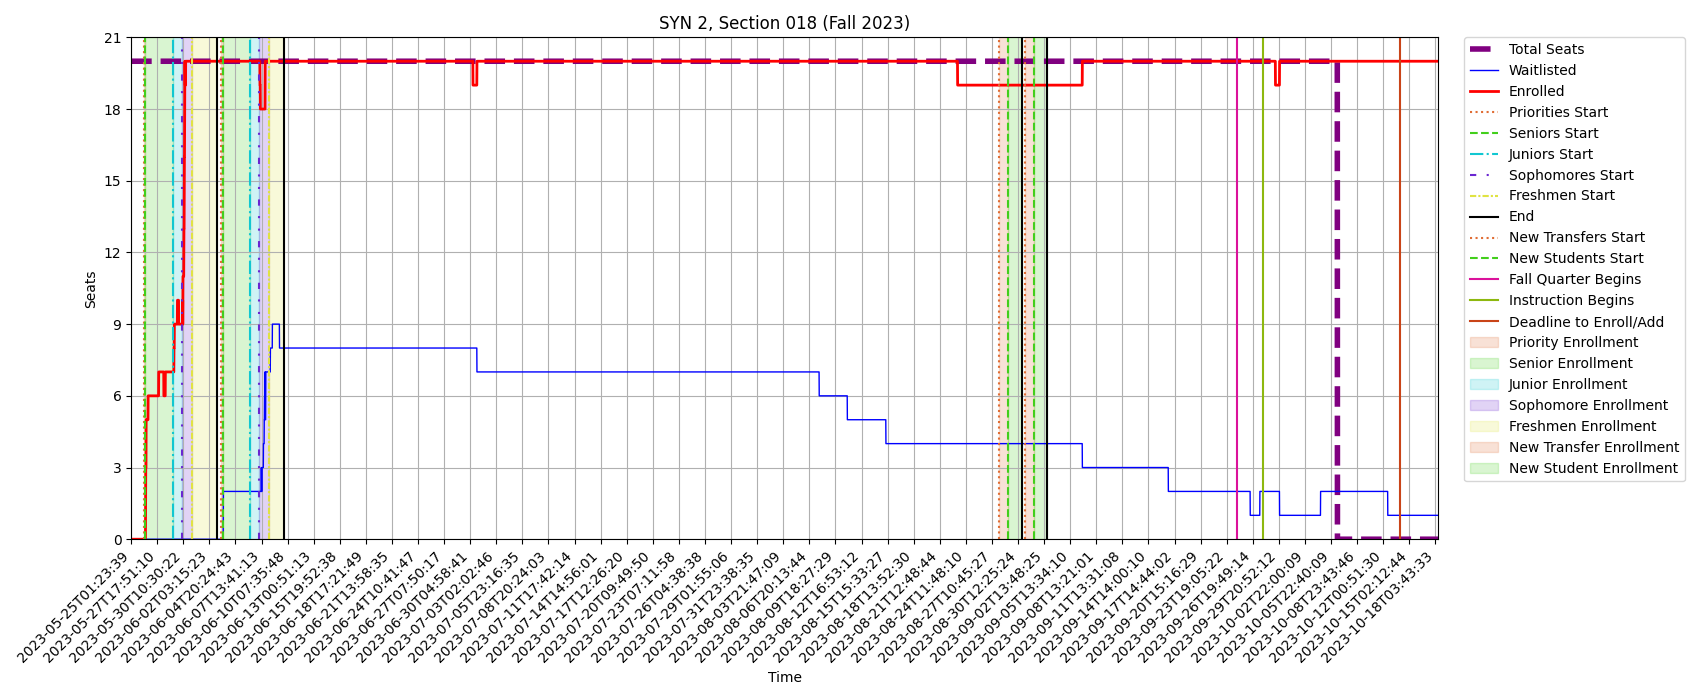 SYN 2, Section 018 (Fall 2023)
Seats
21
18
15
12
9
6
3
0
2023-05-25T01:23:39
2023-05-27T17:51:10
2023-05-30T10:30:22
2023-06-02T03:15:23
2023-06-04T20:24:43
2023-06-07T13:41:13
2023-06-10T07:35:48
2023-06-13T00:51:13
2023-06-15T19:52:38
2023-06-18T17:21:49
2023-06-21T13:58:35
2023-06-24T10:41:47
2023-06-27T07:50:17
2023-06-30T04:58:41
2023-07-03T02:02:46
2023-07-05T23:16:35
2023-07-08T20:24:03
2023-07-11T17:42:14
2023-07-14T14:56:01
2023-07-17T12:26:20
2023-07-20T09:49:50
2023-07-23T07:11:58
2023-07-26T04:38:38
2023-07-29T01:55:06
2023-07-31T23:38:35
2023-08-03T21:47:09
2023-08-06T20:13:44
2023-08-09T18:27:29
2023-08-12T16:53:12
2023-08-15T15:33:27
2023-08-18T13:52:30
2023-08-21T12:48:44
2023-08-24T11:48:10
2023-08-27T10:45:27
2023-08-30T12:25:24
2023-09-02T13:48:25
2023-09-05T13:34:10
2023-09-08T13:21:01
2023-09-11T13:31:08
2023-09-14T14:00:10
2023-09-17T14:44:02
2023-09-20T15:16:29
2023-09-23T19:05:22
2023-09-26T19:49:14
2023-09-29T20:52:12
2023-10-02T22:00:09
2023-10-05T22:40:09
2023-10-08T23:43:46
2023-10-12T00:51:30
2023-10-15T02:12:44
2023-10-18T03:43:33
Time
Total Seats
Waitlisted
Enrolled
Priorities Start
Seniors Start
Juniors Start
Sophomores Start
Freshmen Start
End
New Transfers Start
New Students Start
Fall Quarter Begins
Instruction Begins
Deadline to Enroll/Add
Priority Enrollment
Senior Enrollment
Junior Enrollment
Sophomore Enrollment
Freshmen Enrollment
New Transfer Enrollment
New Student Enrollment